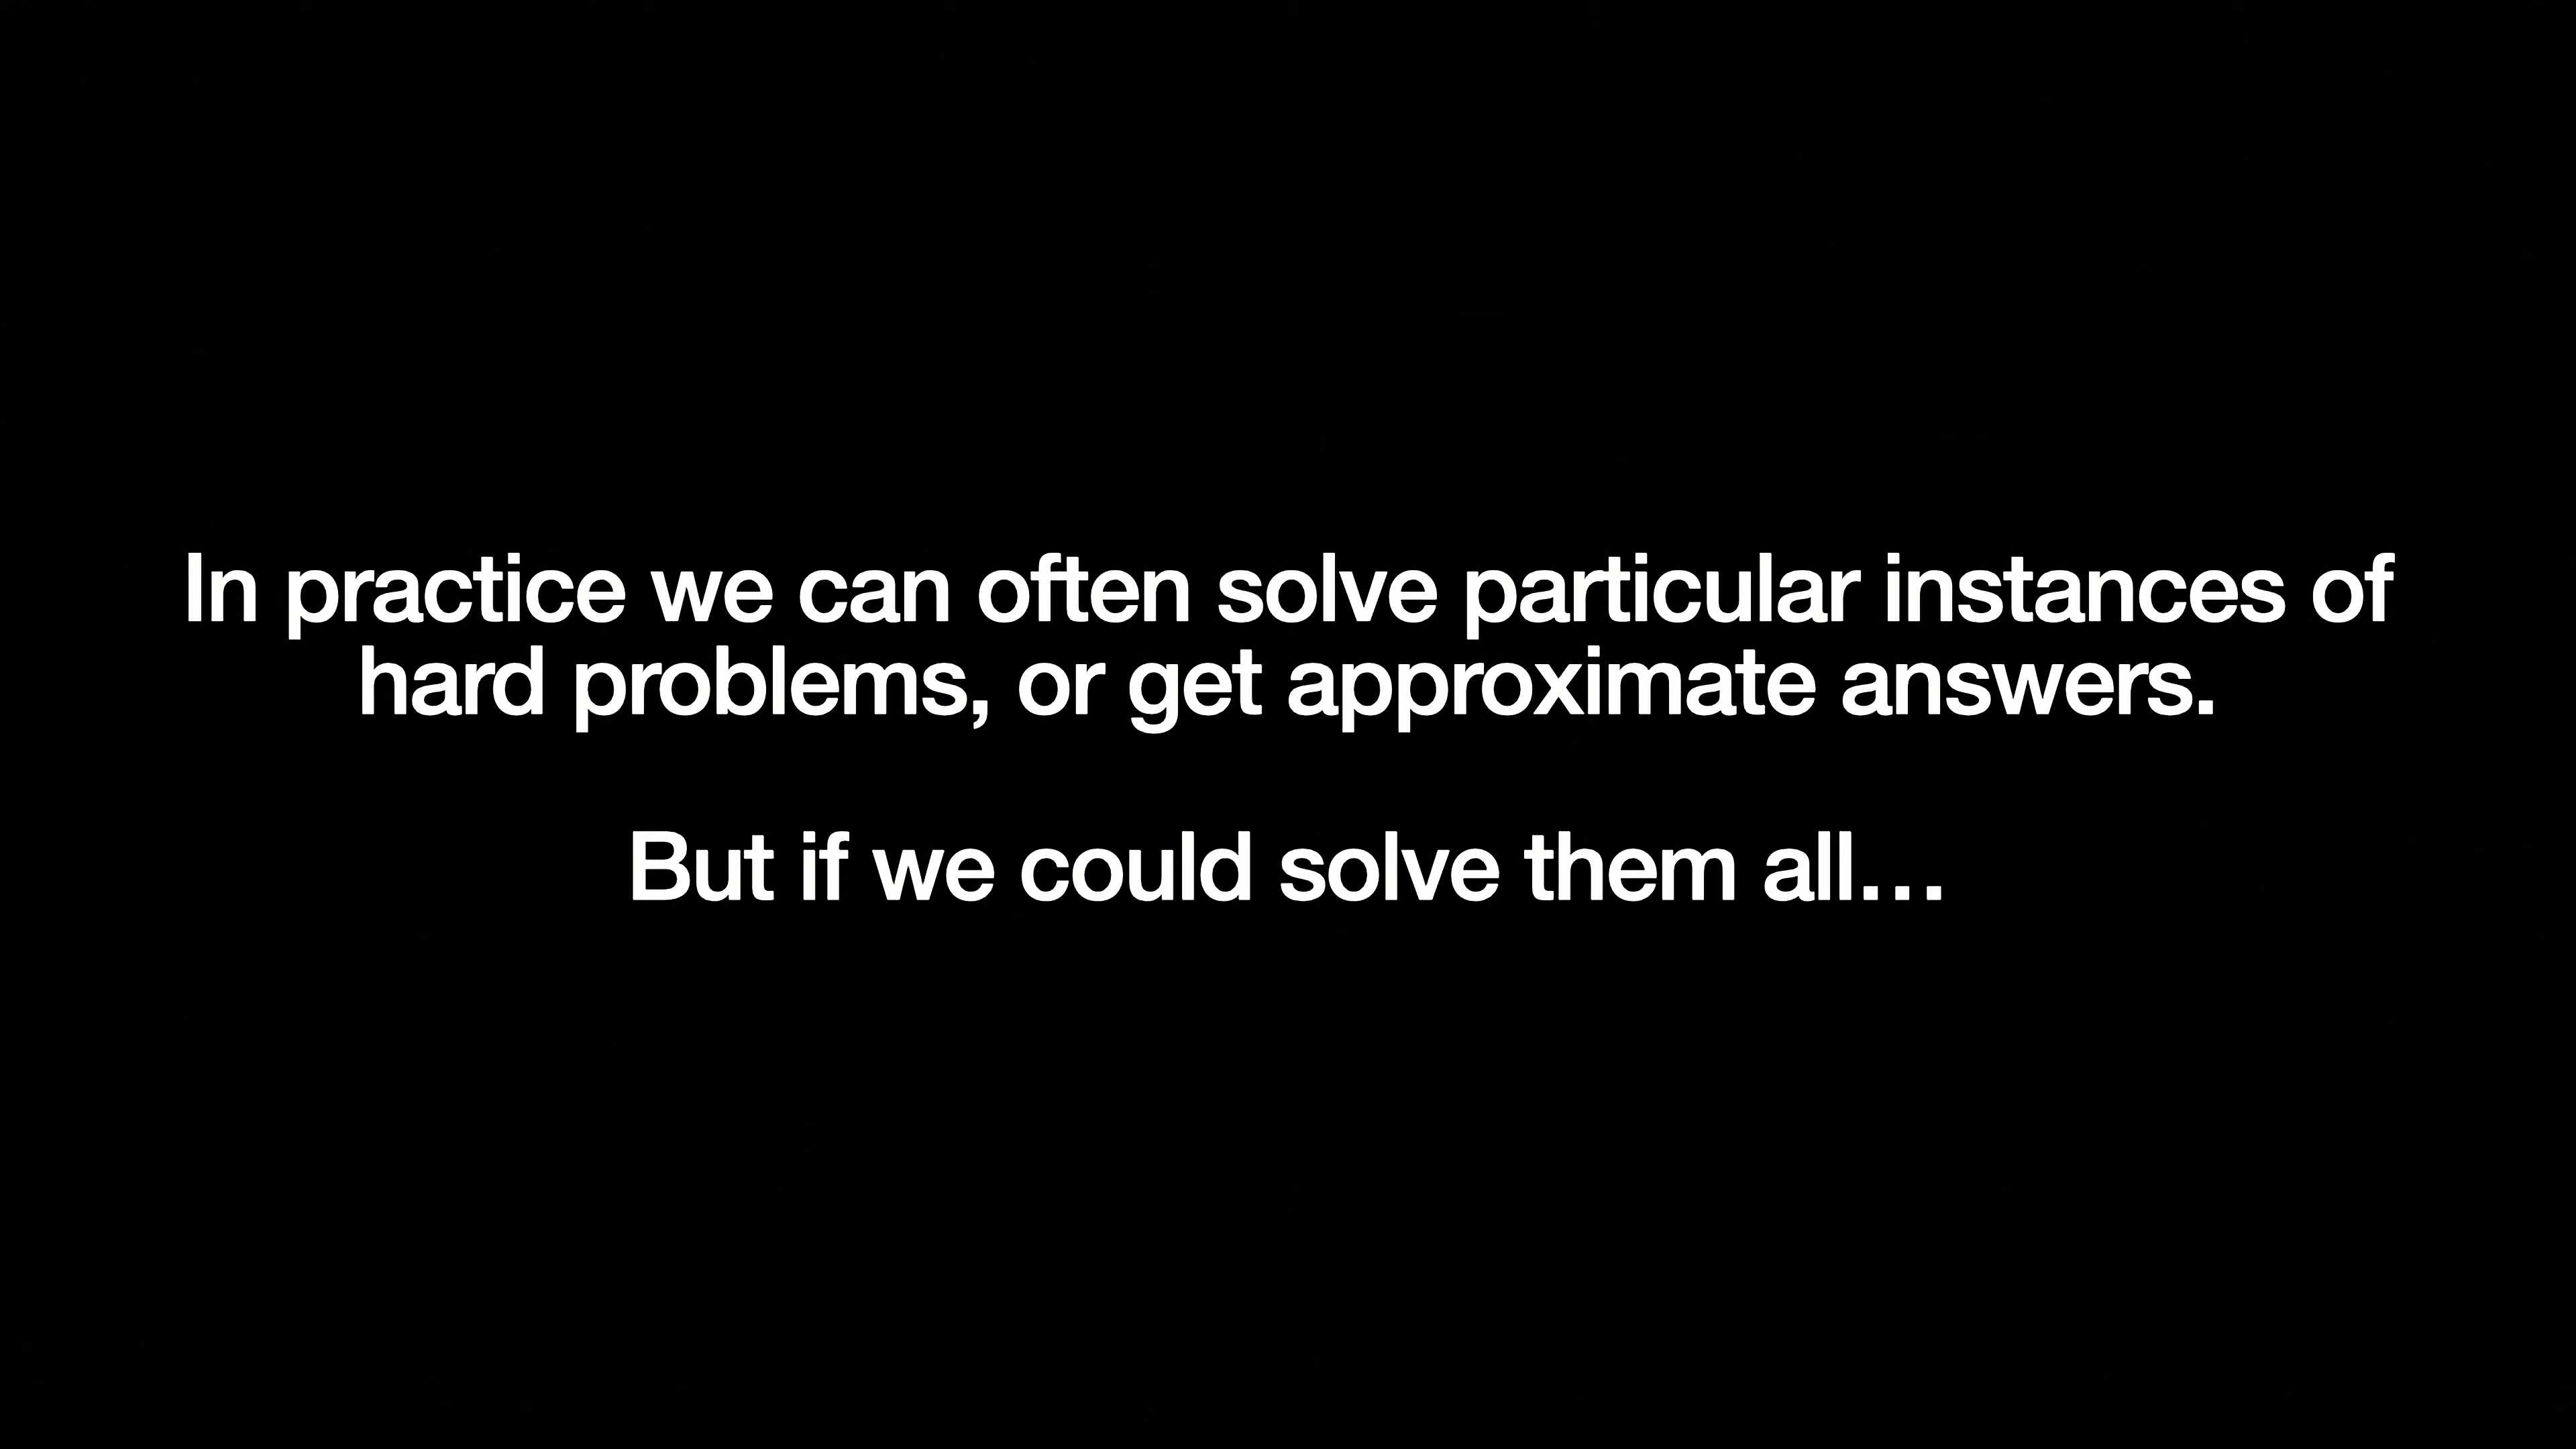 In practice we can often solve particular instances of
hard problems, or get approximate answers.
But if we could solve them all…